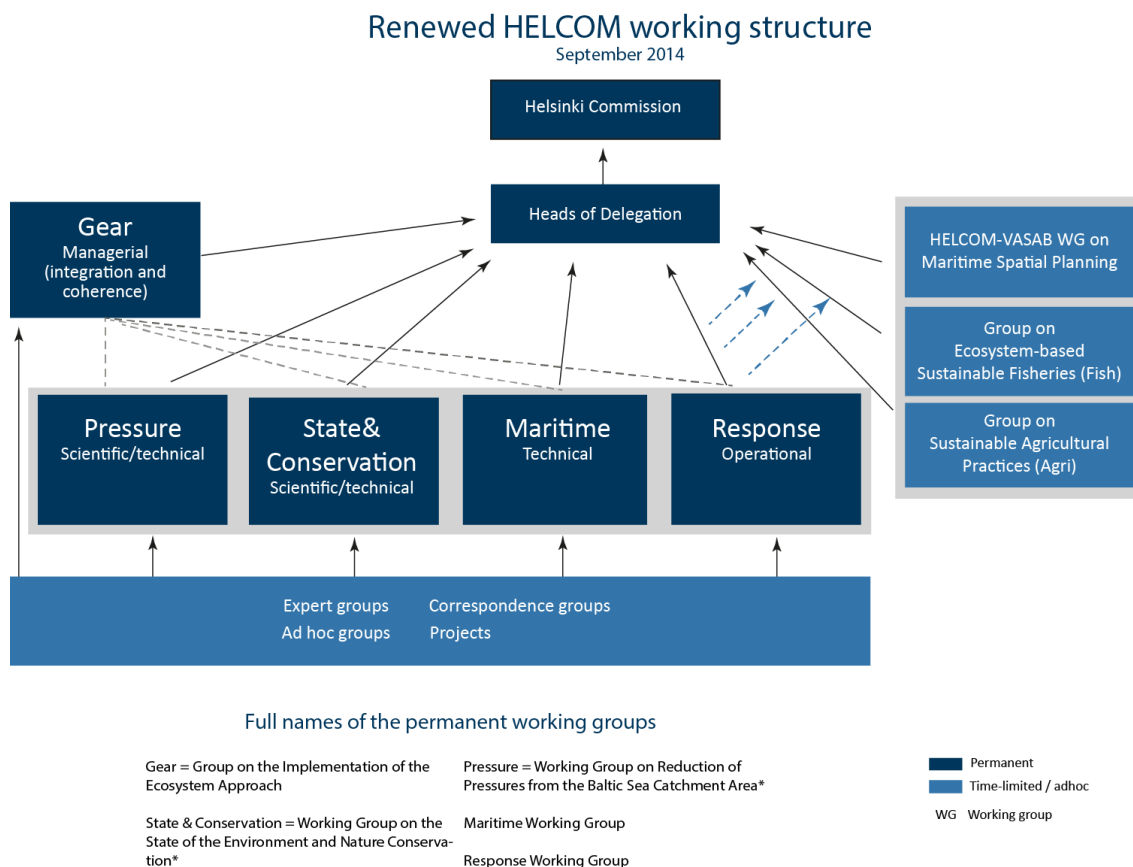 Renewed HELCOM working structure
September 2014
Helsinki Commission
Heads of Delegation
Gear
Managerial
(integration and
coherence)
HELCOM-VASAB WG on
Maritime Spatial Planning
Group on
Ecosystem-based
Sustainable Fisheries (Fish)
Group on
Sustainable Agricultural
Practices (Agri)
Pressure
Scientific/technical
State&
Conservation
Scientific/technical
Maritime
Technical
Response
Operational
Expert groups
Correspondence groups
Ad hoc groups
Projects
Full names of the permanent working groups
Gear = Group on the Implementation of the
Ecosystem Approach
State & Conservation = Working Group on the
State of the Environment and Nature Conserva-
tion*
Pressure = Working Group on Reduction of
Pressures from the Baltic Sea Catchment Area*
Maritime Working Group
Response Working Group
Permanent
Time-limited / adhoc
WG Working group